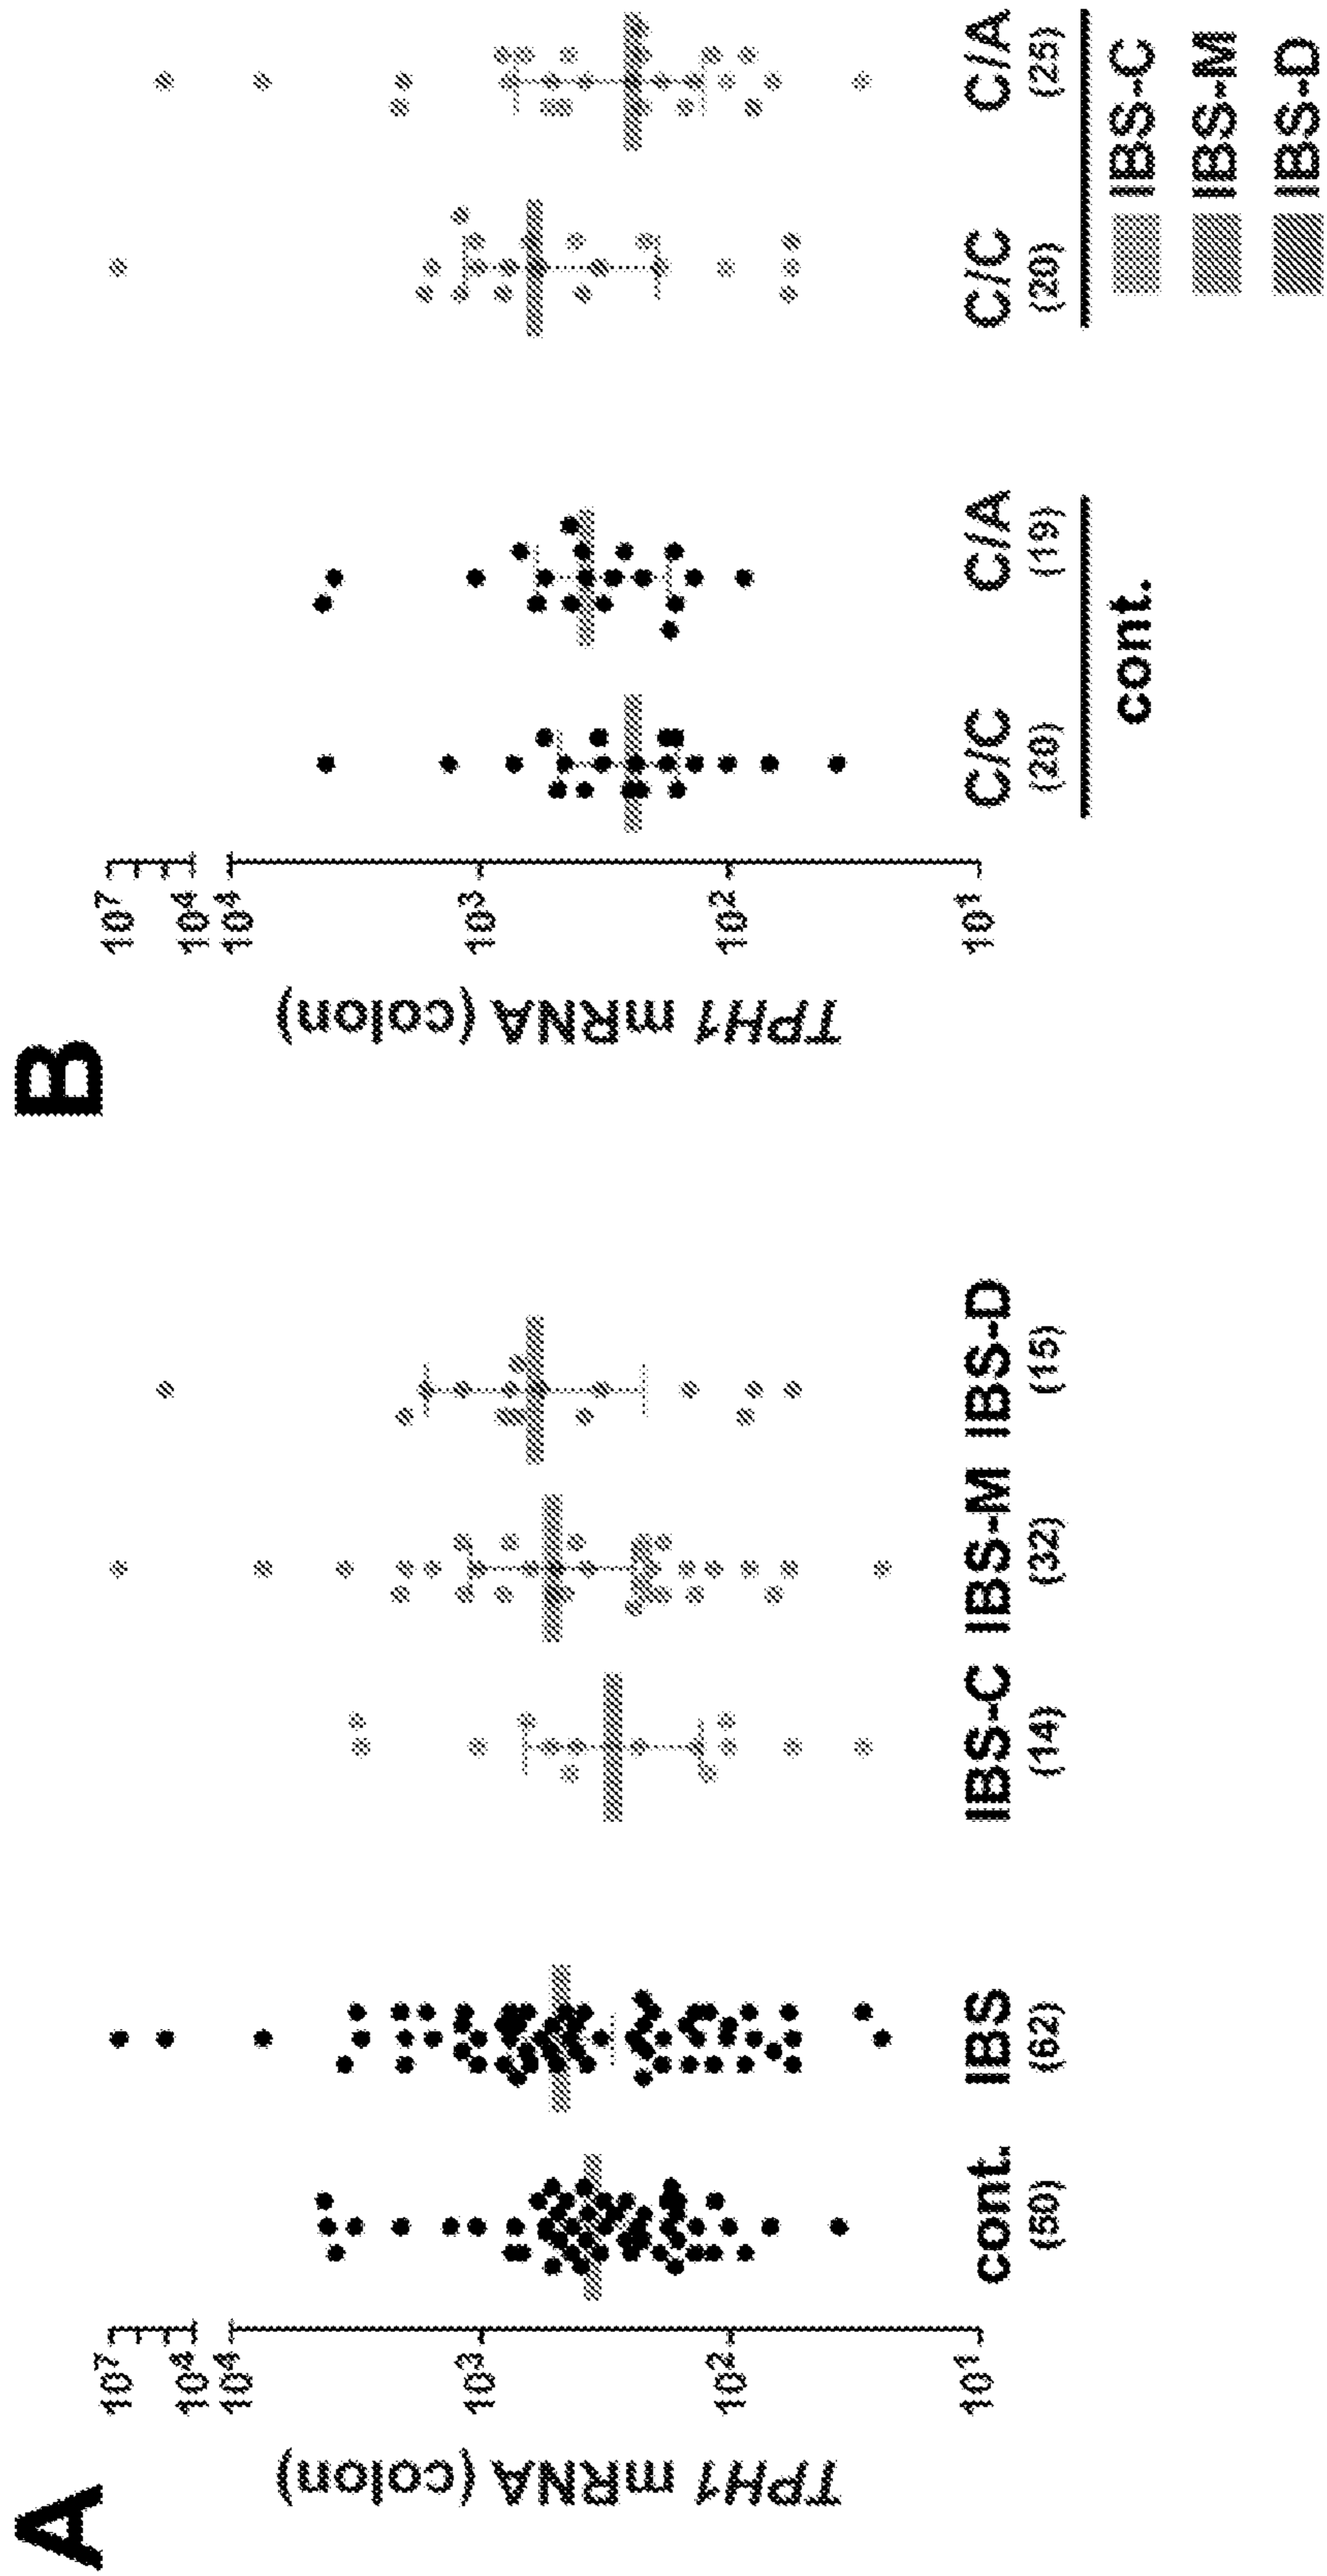 A
TPH1 mRNA (colon)
10⁷
10⁴
10⁴
10³
10²
10¹
cont. IBS IBS-C IBS-M IBS-D
(50) (62) (14) (32) (15)
B
TPH1 mRNA (colon)
10⁷
10⁴
10⁴
10³
10²
10¹
C/C C/A C/C C/A
(20) (19) (20) (25)
cont.
IBS-C
IBS-M
IBS-D